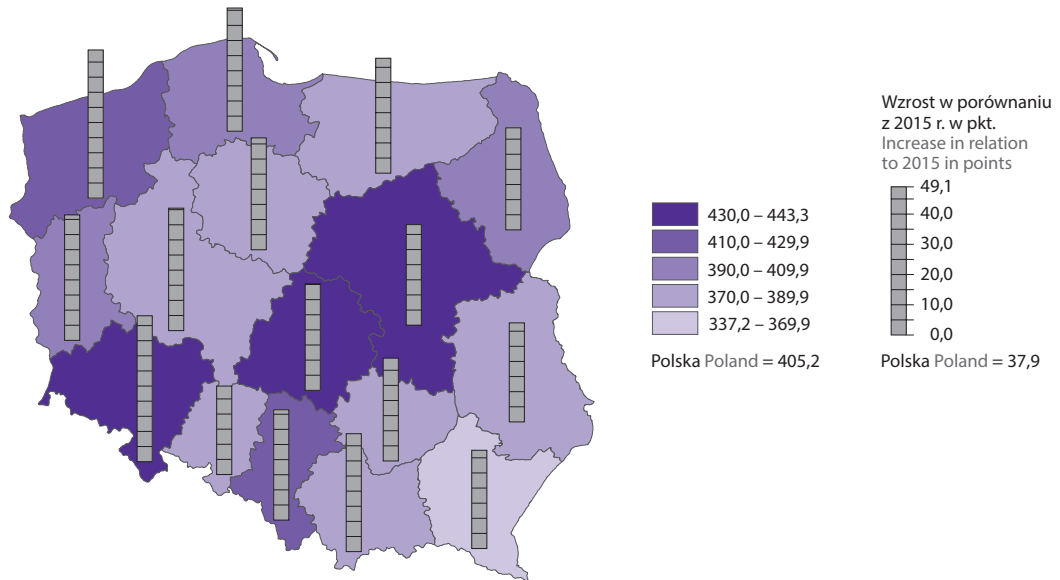 430,0 – 443,3
410,0 – 429,9
390,0 – 409,9
370,0 – 389,9
337,2 – 369,9
Polska Poland = 405,2
Wzrost w porównaniu
z 2015 r. w pkt.
Increase in relation
to 2015 in points
49,1
40,0
30,0
20,0
10,0
0,0
Polska Poland = 37,9